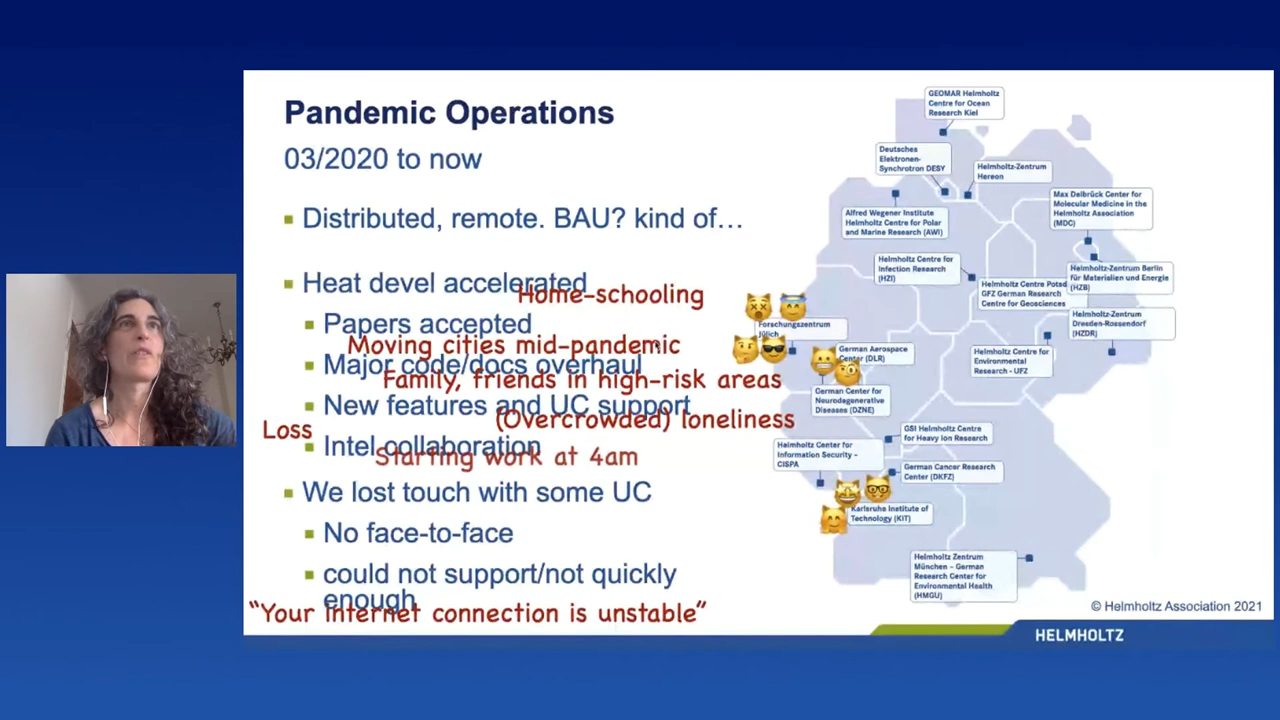 Pandemic Operations
03/2020 to now
Distributed, remote. BAU? kind of…
Heat devel accelerated
Home-schooling
Papers accepted
Moving cities mid-pandemic
Major code/docs overhaul
Family, friends in high-risk areas
New features and UC support
(Overcrowded) loneliness
Loss
Intel collaboration
Starting work at 4am
We lost touch with some UC
No face-to-face
could not support/not quickly
enough
"Your internet connection is unstable"
GEOMAR Helmholtz
Centre for Ocean
Research Kiel
Deutsches
Elektronen-
Synchrotron DESY
Helmholtz-Zentrum
Hereon
Max Delbrück Center for
Molecular Medicine in the
Helmholtz Association
(MDC)
Alfred Wegener Institute
Helmholtz Centre for Polar
and Marine Research (AWI)
Helmholtz Centre for
Infection Research
(HZI)
Helmholtz-Zentrum Berlin
für Materialien und Energie
(HZB)
Helmholtz Centre Potsd
GFZ German Research
Centre for Geosciences
Helmholtz-Zentrum
Dresden-Rossendorf
(HZDR)
Forschungszentrum
Jülich
German Aerospace
Center (DLR)
Helmholtz Centre for
Environmental
Research - UFZ
German Center for
Neurodegenerative
Diseases (DZNE)
GSI Helmholtz Centre
for Heavy Ion Research
Helmholtz Center for
Information Security –
CISPA
German Cancer Research
Center (DKFZ)
Karlsruhe Institute of
Technology (KIT)
Helmholtz Zentrum
München – German
Research Center for
Environmental Health
(HMGU)
© Helmholtz Association 2021
HELMHOLTZ